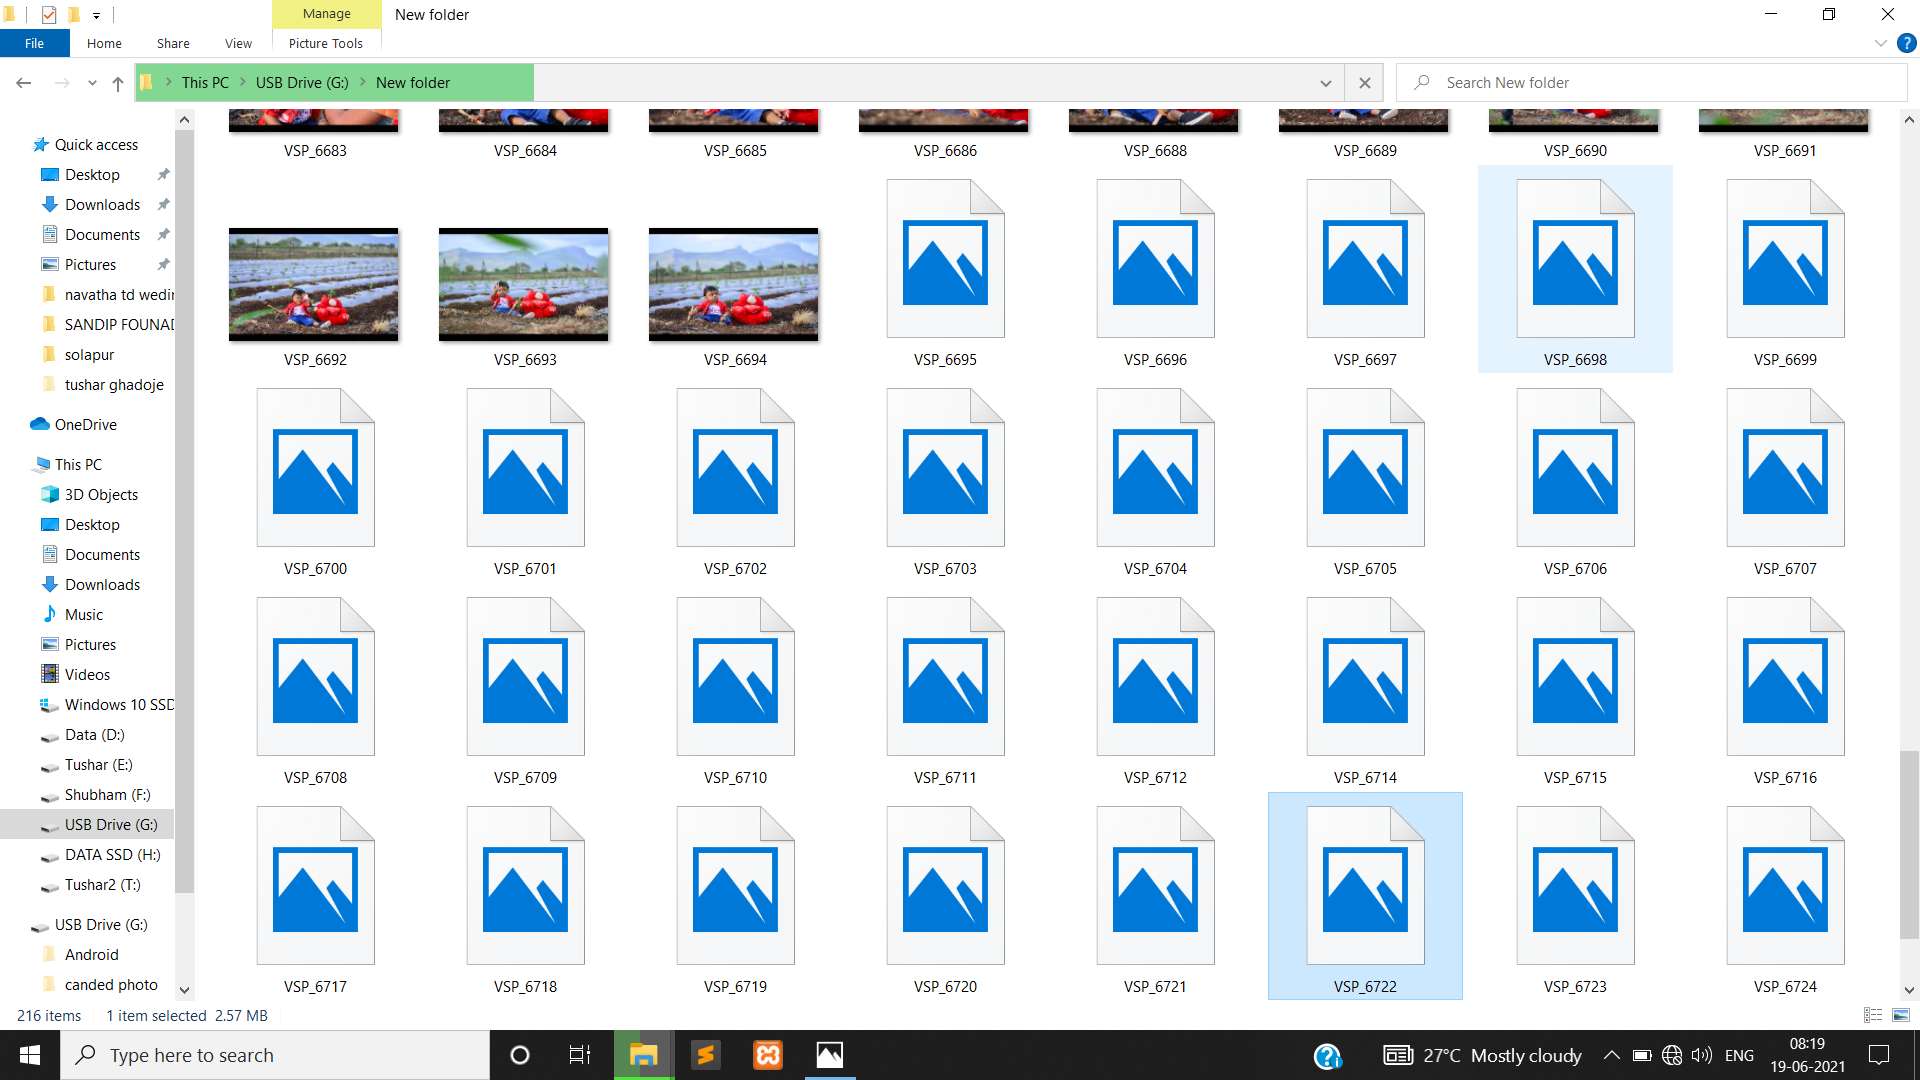 Manage
New folder
File
Home
Share
View
Picture Tools
This PC
USB Drive (G:)
New folder
Search New folder
Quick access
Desktop
Downloads
Documents
Pictures
navatha td wedin
SANDIP FOUNAD
solapur
tushar ghadoje
OneDrive
This PC
3D Objects
Desktop
Documents
Downloads
Music
Pictures
Videos
Windows 10 SSD
Data (D:)
Tushar (E:)
Shubham (F:)
USB Drive (G:)
DATA SSD (H:)
Tushar2 (T:)
USB Drive (G:)
Android
canded photo
VSP_6683
VSP_6684
VSP_6685
VSP_6686
VSP_6688
VSP_6689
VSP_6690
VSP_6691
VSP_6692
VSP_6693
VSP_6694
VSP_6695
VSP_6696
VSP_6697
VSP_6698
VSP_6699
VSP_6700
VSP_6701
VSP_6702
VSP_6703
VSP_6704
VSP_6705
VSP_6706
VSP_6707
VSP_6708
VSP_6709
VSP_6710
VSP_6711
VSP_6712
VSP_6714
VSP_6715
VSP_6716
VSP_6717
VSP_6718
VSP_6719
VSP_6720
VSP_6721
VSP_6722
VSP_6723
VSP_6724
216 items
1 item selected 2.57 MB
Type here to search
27°C Mostly cloudy
ENG
08:19
19-06-2021